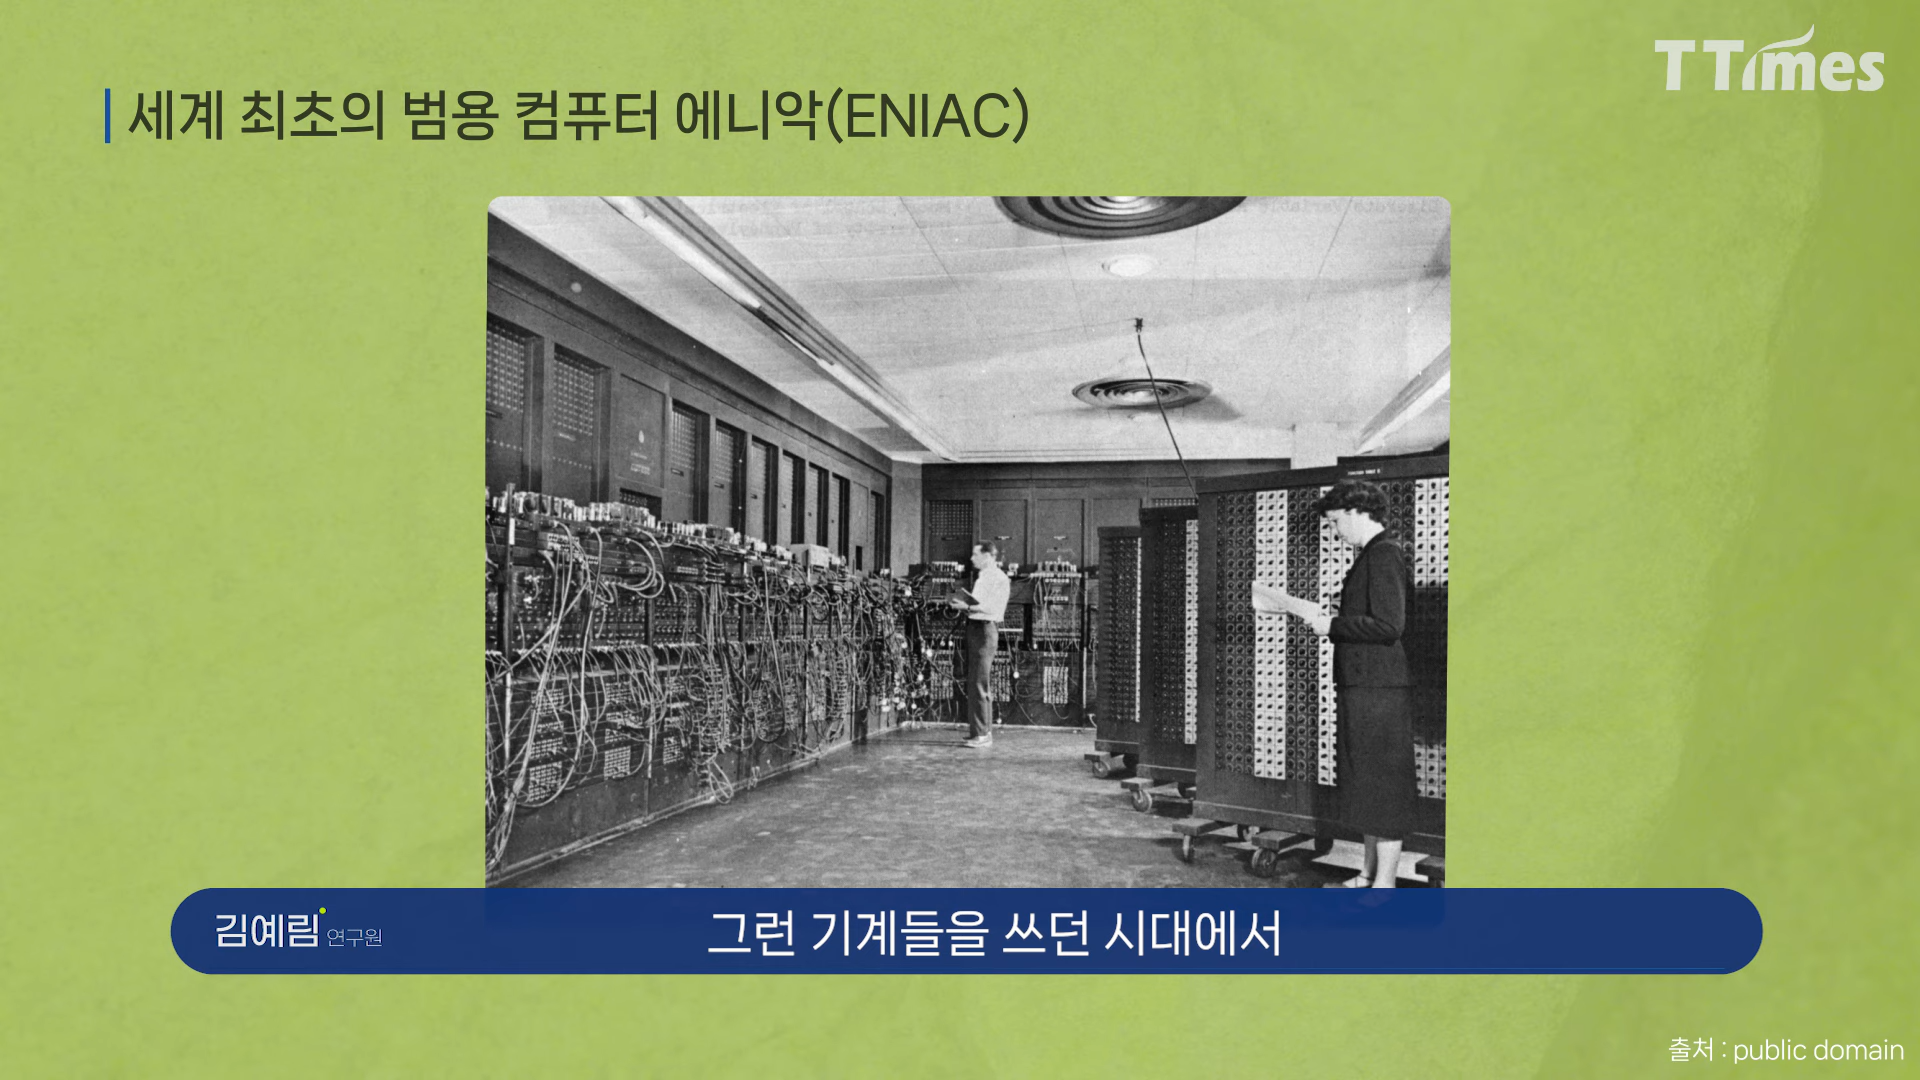 TTimes
세계 최초의 범용 컴퓨터 에니악(ENIAC)
김예림 연구원
그런 기계들을 쓰던 시대에서
출처 : public domain